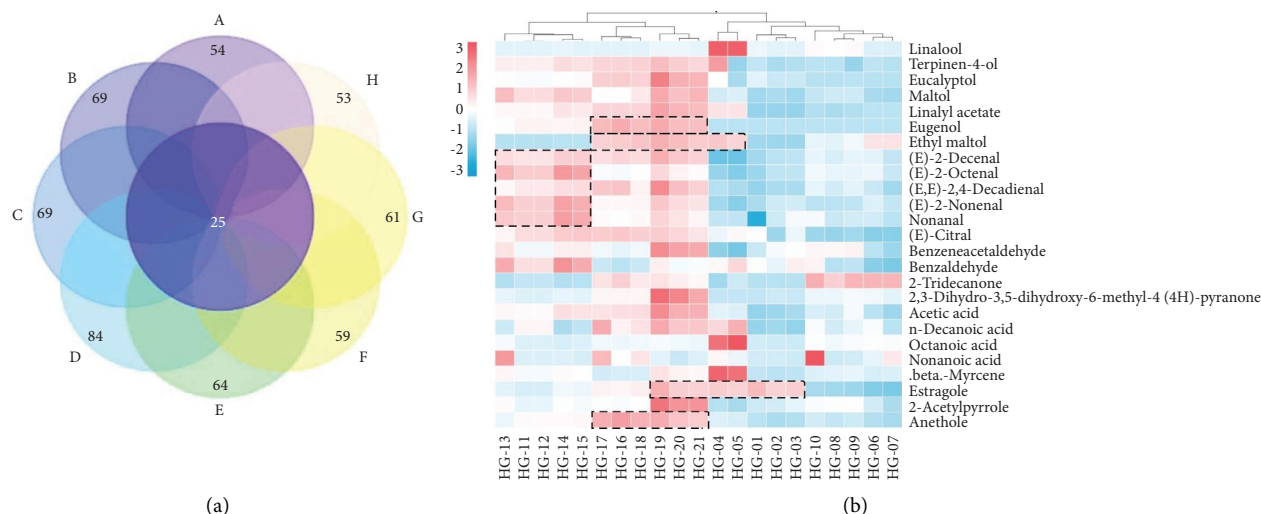 A
54
B
69
H
53
C
69
25
61
G
D
84
59
F
64
E
(a)
3
2
1
0
-1
-2
-3
Linalool
Terpinen-4-ol
Eucalyptol
Maltol
Linalyl acetate
Eugenol
Ethyl maltol
(E)-2-Decenal
(E)-2-Octenal
(E,E)-2,4-Decadienal
(E)-2-Nonenal
Nonanal
(E)-Citral
Benzeneacetaldehyde
Benzaldehyde
2-Tridecanone
2,3-Dihydro-3,5-dihydroxy-6-methyl-4 (4H)-pyranone
Acetic acid
n-Decanoic acid
Octanoic acid
Nonanoic acid
.beta.-Myrcene
Estragole
2-Acetylpyrrole
Anethole
HG-13
HG-11
HG-12
HG-14
HG-15
HG-17
HG-16
HG-18
HG-19
HG-20
HG-21
HG-04
HG-05
HG-01
HG-02
HG-03
HG-10
HG-08
HG-09
HG-06
HG-07
(b)